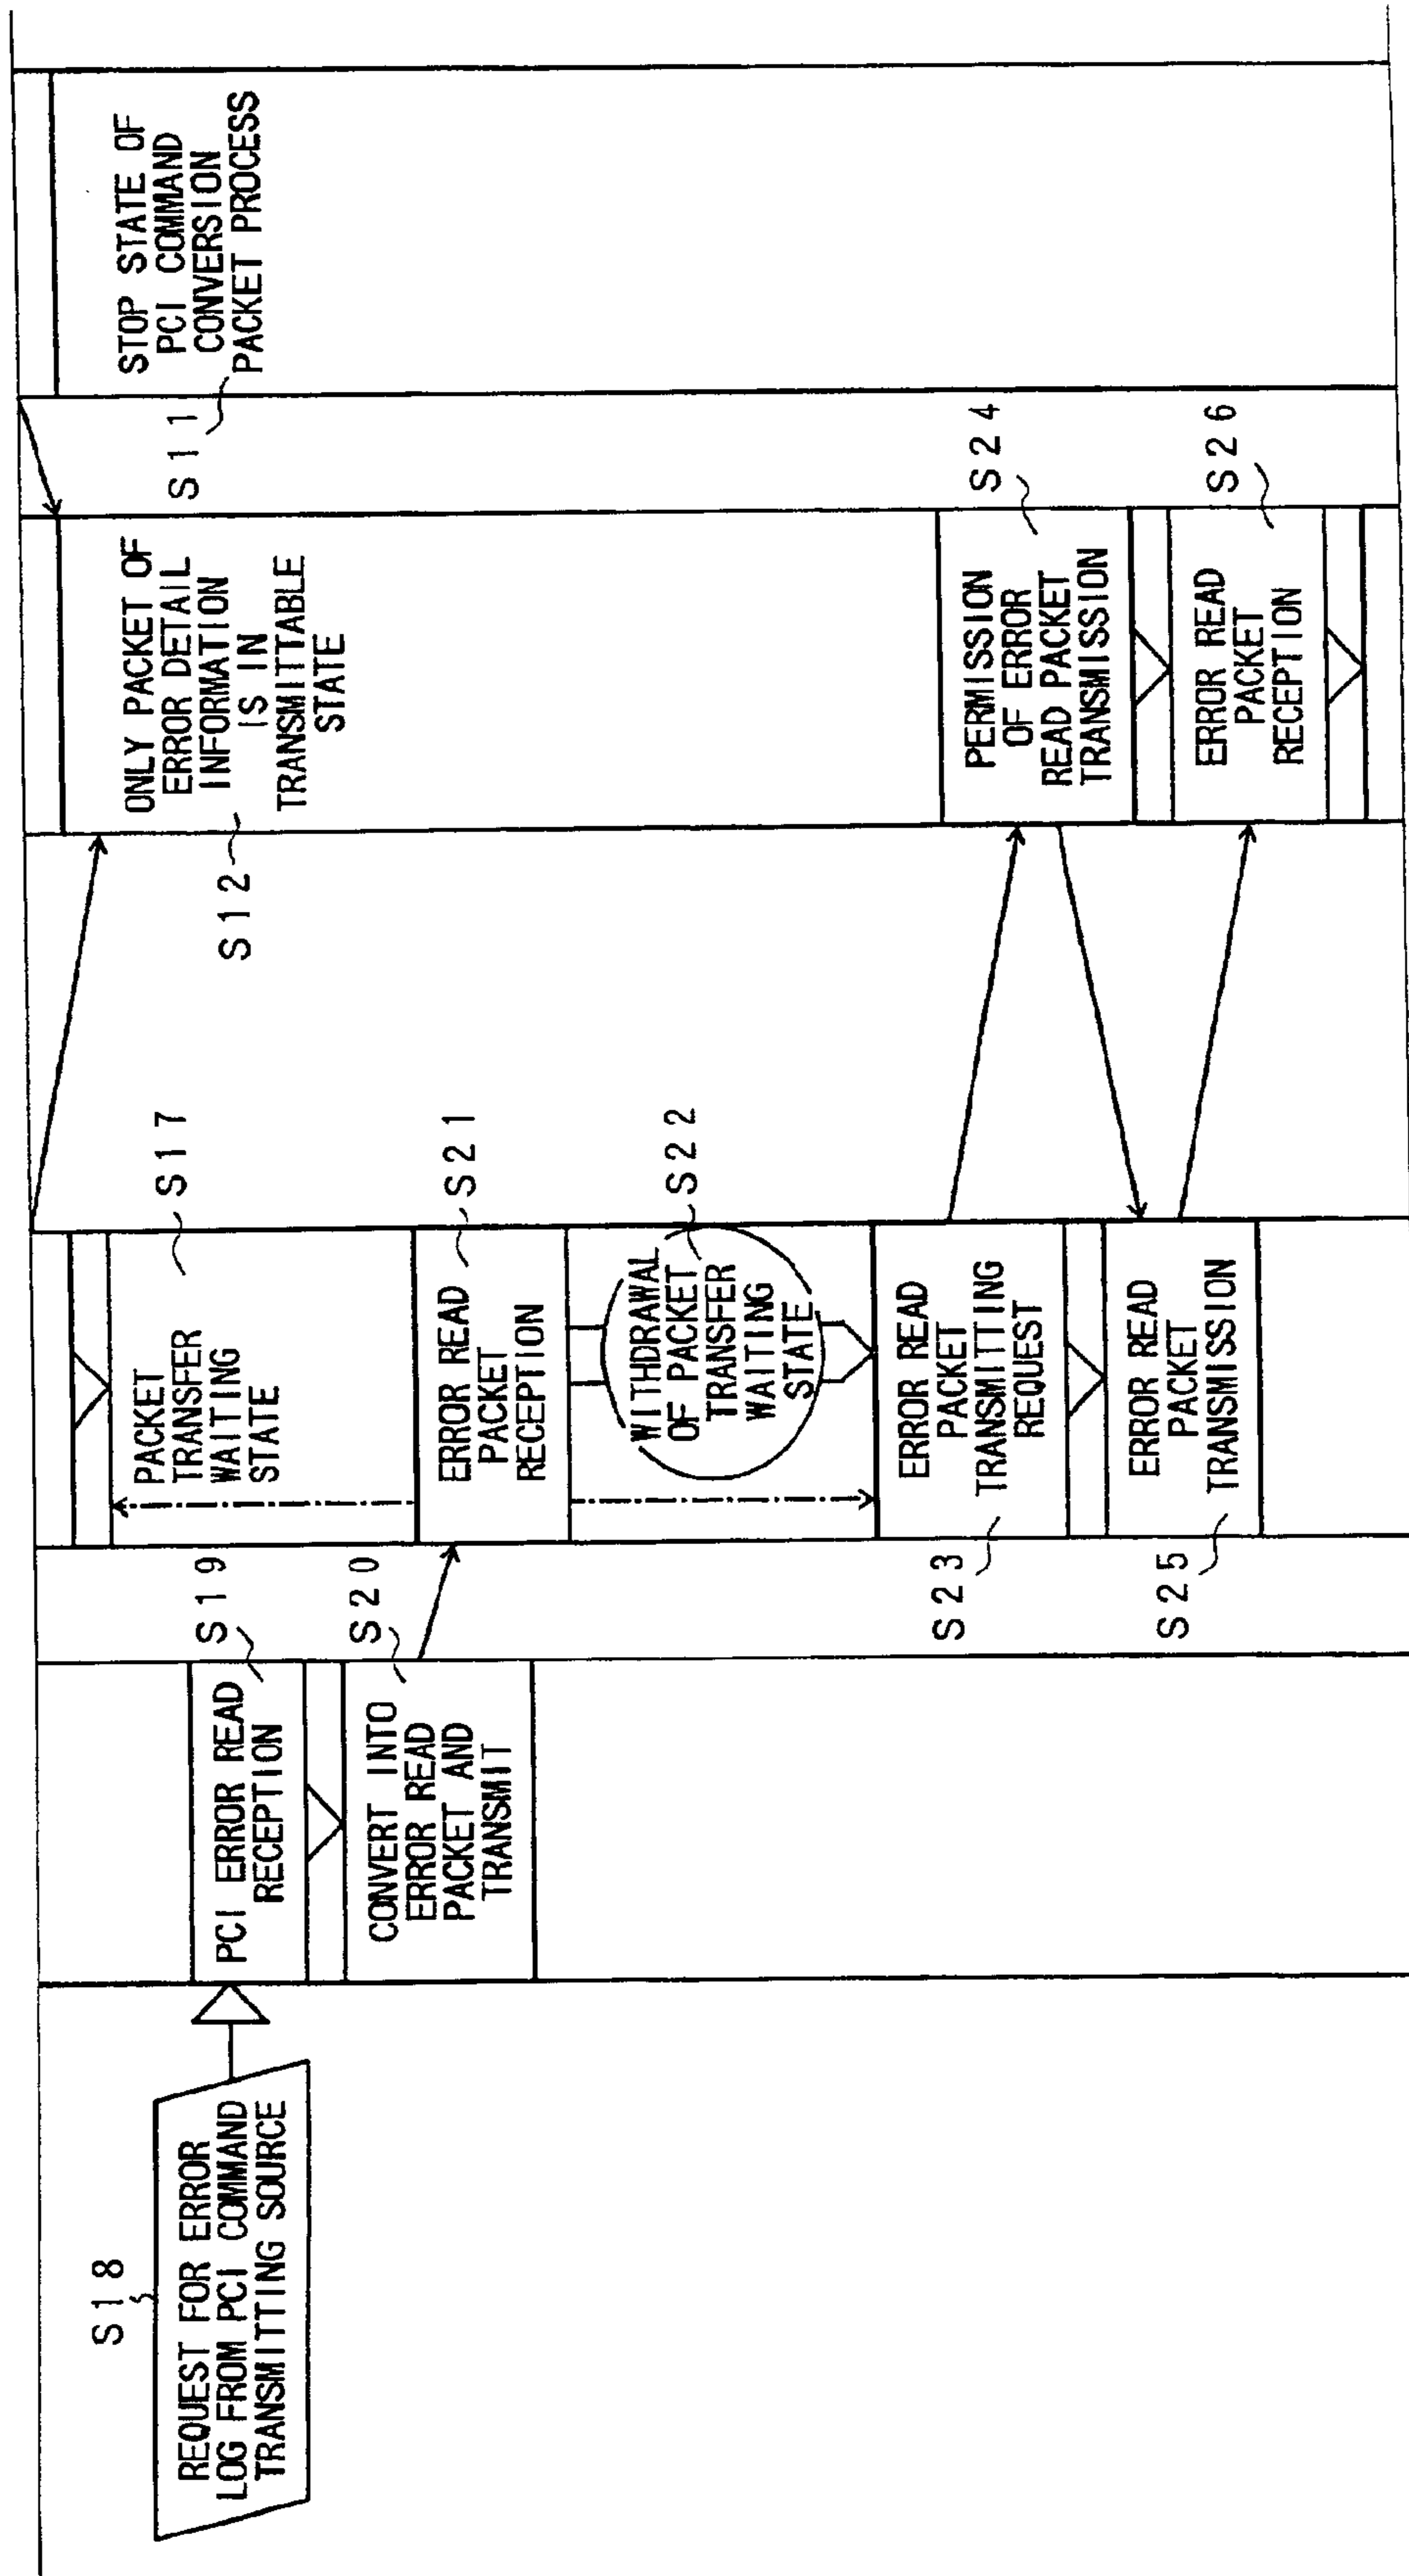 S18
REQUEST FOR ERROR
LOG FROM PCI COMMAND
TRANSMITTING SOURCE
S19
PCI ERROR READ
RECEPTION
S20
CONVERT INTO
ERROR READ
PACKET AND
TRANSMIT
PACKET
TRANSFER
WAITING
STATE
S17
ERROR READ
PACKET
RECEPTION
S21
WITHDRAWAL
OF PACKET
TRANSFER
WAITING
STATE
S22
S23
ERROR READ
PACKET
TRANSMITTING
REQUEST
S25
ERROR READ
PACKET
TRANSMISSION
S12
ONLY PACKET OF
ERROR DETAIL
INFORMATION
IS IN
TRANSMITTABLE
STATE
PERMISSION
OF ERROR
READ PACKET
TRANSMISSION
S24
ERROR READ
PACKET
RECEPTION
S26
S11
STOP STATE OF
PCI COMMAND
CONVERSION
PACKET PROCESS